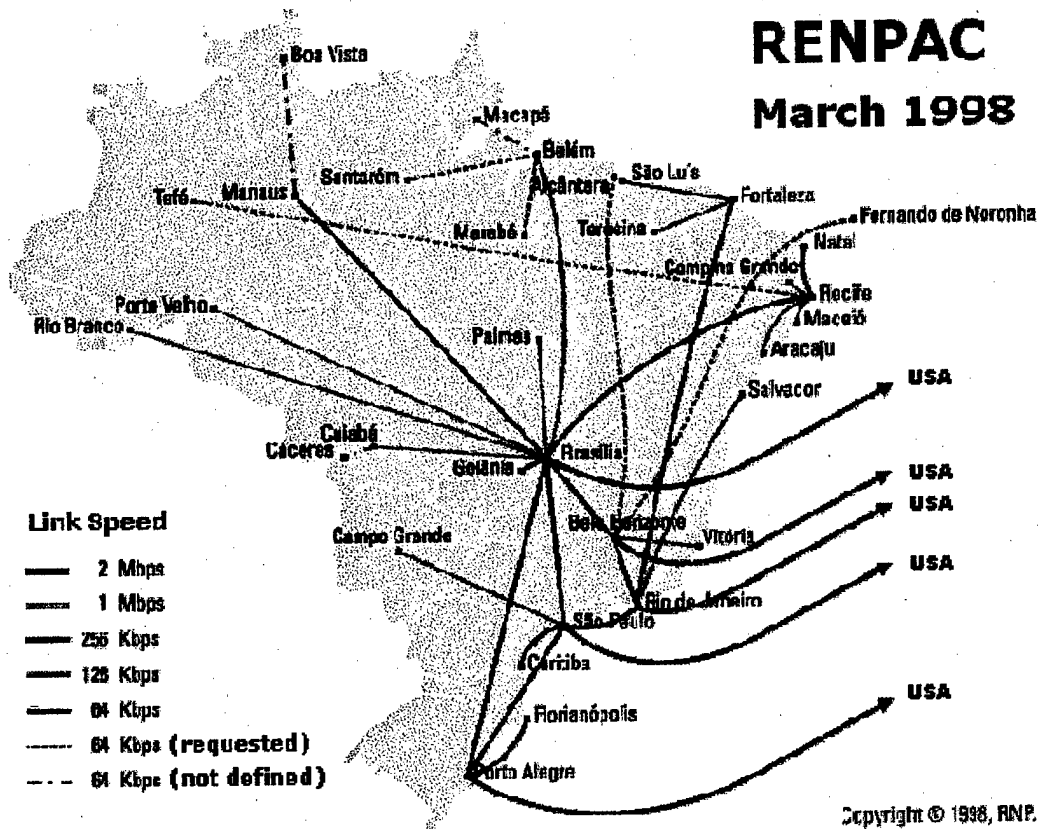 RENPAC
March 1998
Boa Vista
Macapá
Belém
Santarém
Alcântara
São Luís
Tefé
Manaus
Fortaleza
Marabá
Teresina
Fernando de Noronha
Natal
Campina Grande
Recife
Maceió
Porto Velho
Rio Branco
Palmas
Aracaju
USA
Salvador
Cuiabá
Cáceres
Goiânia
Brasília
USA
USA
Belo Horizonte
Vitória
Campo Grande
USA
Rio de Janeiro
São Paulo
Curitiba
Florianópolis
USA
Porto Alegre
Link Speed
2 Mbps
1 Mbps
256 Kbps
128 Kbps
64 Kbps
64 Kbps (requested)
64 Kbps (not defined)
Copyright © 1998, RNP.